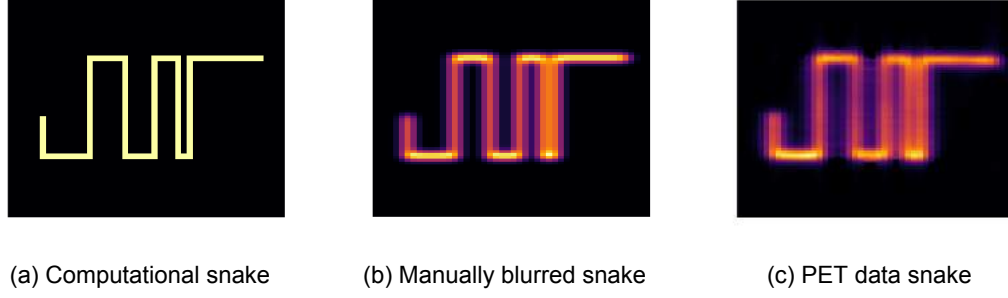 (a) Computational snake
(b) Manually blurred snake
(c) PET data snake